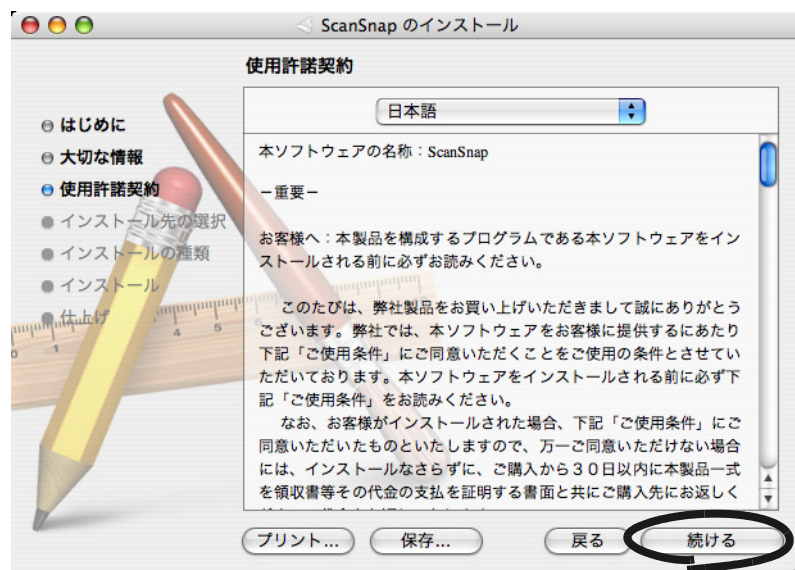 ScanSnap のインストール
使用許諾契約
はじめに
大切な情報
使用許諾契約
インストール先の選択
インストールの種類
インストール
仕上げ
日本語
本ソフトウェアの名称：ScanSnap
－重要－
お客様へ：本製品を構成するプログラムである本ソフトウェアをイン
ストールされる前に必ずお読みください。
このたびは、弊社製品をお買い上げいただきまして誠にありがとう
ございます。弊社では、本ソフトウェアをお客様に提供するにあたり
下記「ご使用条件」にご同意いただくことをご使用の条件とさせてい
ただいております。本ソフトウェアをインストールされる前に必ず下
記「ご使用条件」をお読みください。
なお、お客様がインストールされた場合、下記「ご使用条件」にご
同意いただいたものといたしますので、万一ご同意いただけない場合
には、インストールなさらずに、ご購入から３０日以内に本製品一式
を領収書等その代金の支払を証明する書面と共にご購入先にお返しく
0 1 4 5 6
プリント... 保存... 戻る 続ける